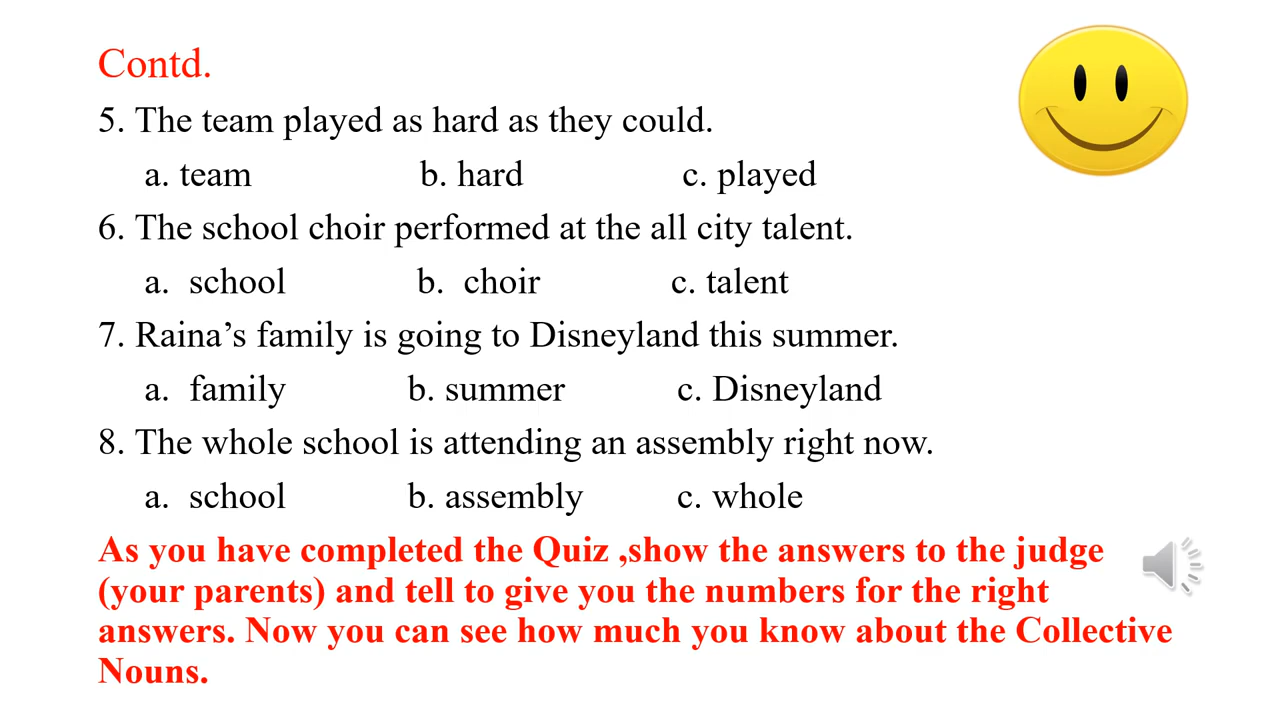 Contd.
5. The team played as hard as they could.
a. team b. hard c. played
6. The school choir performed at the all city talent.
a. school b. choir c. talent
7. Raina’s family is going to Disneyland this summer.
a. family b. summer c. Disneyland
8. The whole school is attending an assembly right now.
a. school b. assembly c. whole
As you have completed the Quiz ,show the answers to the judge
(your parents) and tell to give you the numbers for the right
answers. Now you can see how much you know about the Collective
Nouns.